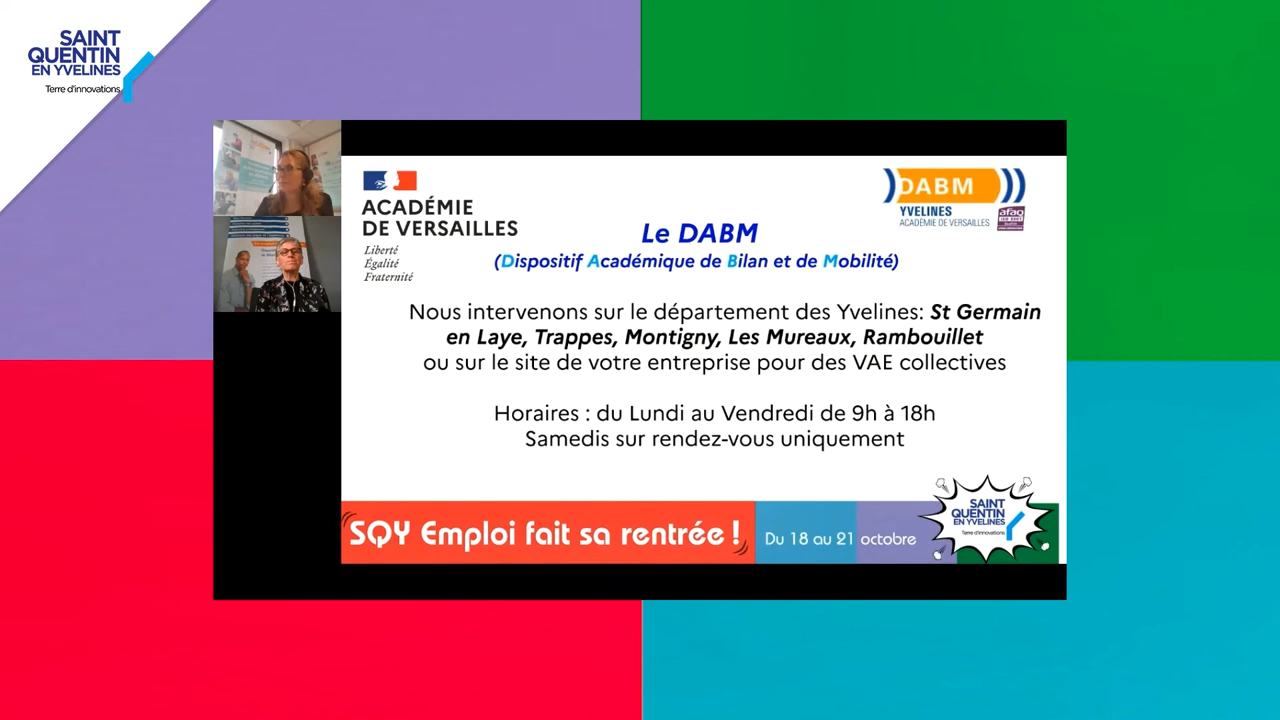 SAINT
QUENTIN
EN YVELINES
Terre d'innovations
ACADÉMIE
DE VERSAILLES
Liberté
Égalité
Fraternité
DABM
YVELINES
ACADÉMIE DE VERSAILLES
afaq
Le DABM
(Dispositif Académique de Bilan et de Mobilité)
Nous intervenons sur le département des Yvelines: St Germain
en Laye, Trappes, Montigny, Les Mureaux, Rambouillet
ou sur le site de votre entreprise pour des VAE collectives
Horaires : du Lundi au Vendredi de 9h à 18h
Samedis sur rendez-vous uniquement
SQY Emploi fait sa rentrée !
Du 18 au 21 octobre
SAINT
QUENTIN
EN YVELINES
Terre d'innovations